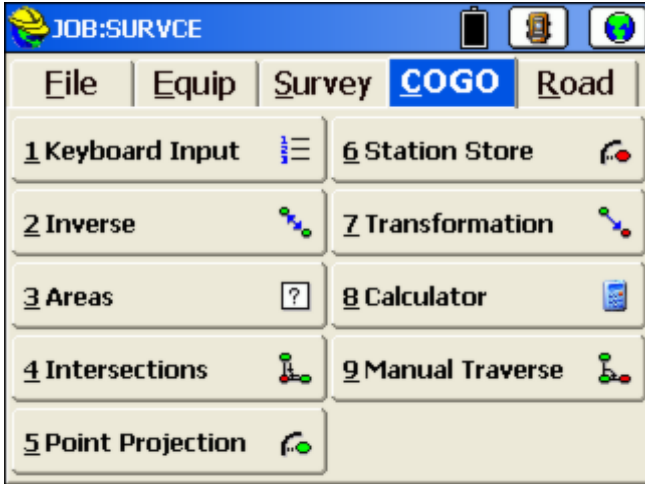 JOB:SURVCE
File Equip Survey COGO Road
1 Keyboard Input
6 Station Store
2 Inverse
7 Transformation
3 Areas
?
8 Calculator
4 Intersections
9 Manual Traverse
5 Point Projection